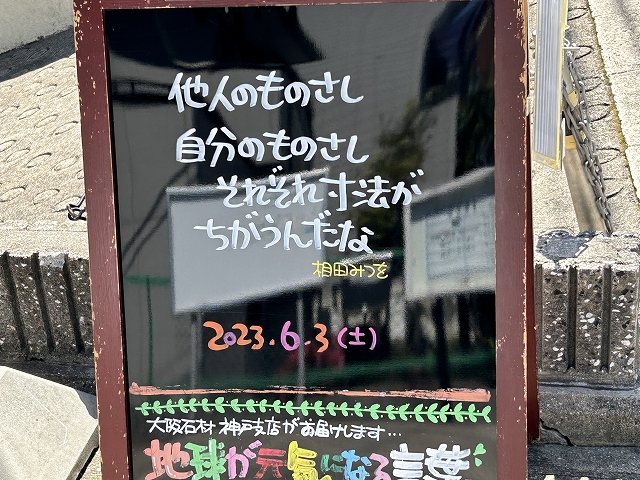 他人のものさし
自分のものさし
それぞれ寸法が
ちがうんだな
相田みつを
2023.6.3(土)
大阪石材 神戸支店がお届けします...
地球が元気になる言葉